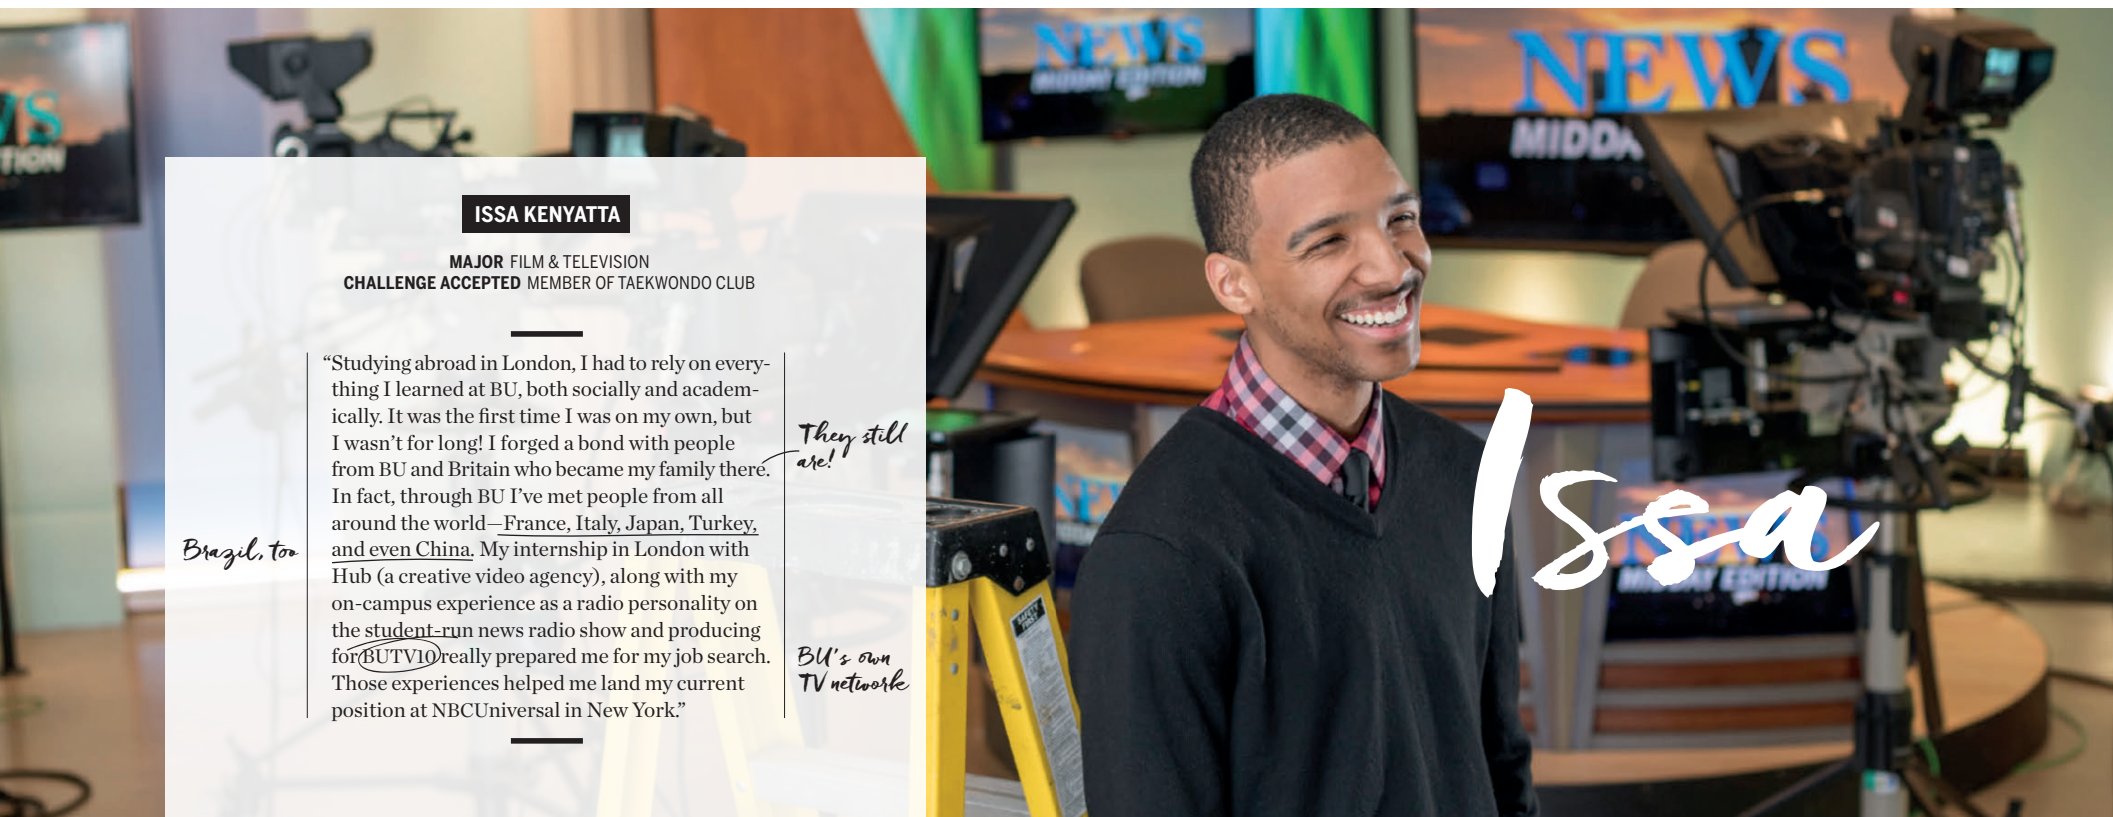 VS
TION
NEWS
MIDDAY EDITION
NEWS
MIDDA
ISSA KENYATTA
MAJOR FILM & TELEVISION
CHALLENGE ACCEPTED MEMBER OF TAEKWONDO CLUB
“Studying abroad in London, I had to rely on every-
thing I learned at BU, both socially and academ-
ically. It was the first time I was on my own, but
I wasn’t for long! I forged a bond with people
from BU and Britain who became my family there.
In fact, through BU I’ve met people from all
around the world—France, Italy, Japan, Turkey,
and even China. My internship in London with
Hub (a creative video agency), along with my
on-campus experience as a radio personality on
the student-run news radio show and producing
for BUTV10 really prepared me for my job search.
Those experiences helped me land my current
position at NBCUniversal in New York.”
They still
are!
Brazil, too
BU's own
TV network
Issa
NEWS
MIDDAY EDITION
SAFETY
FIRST